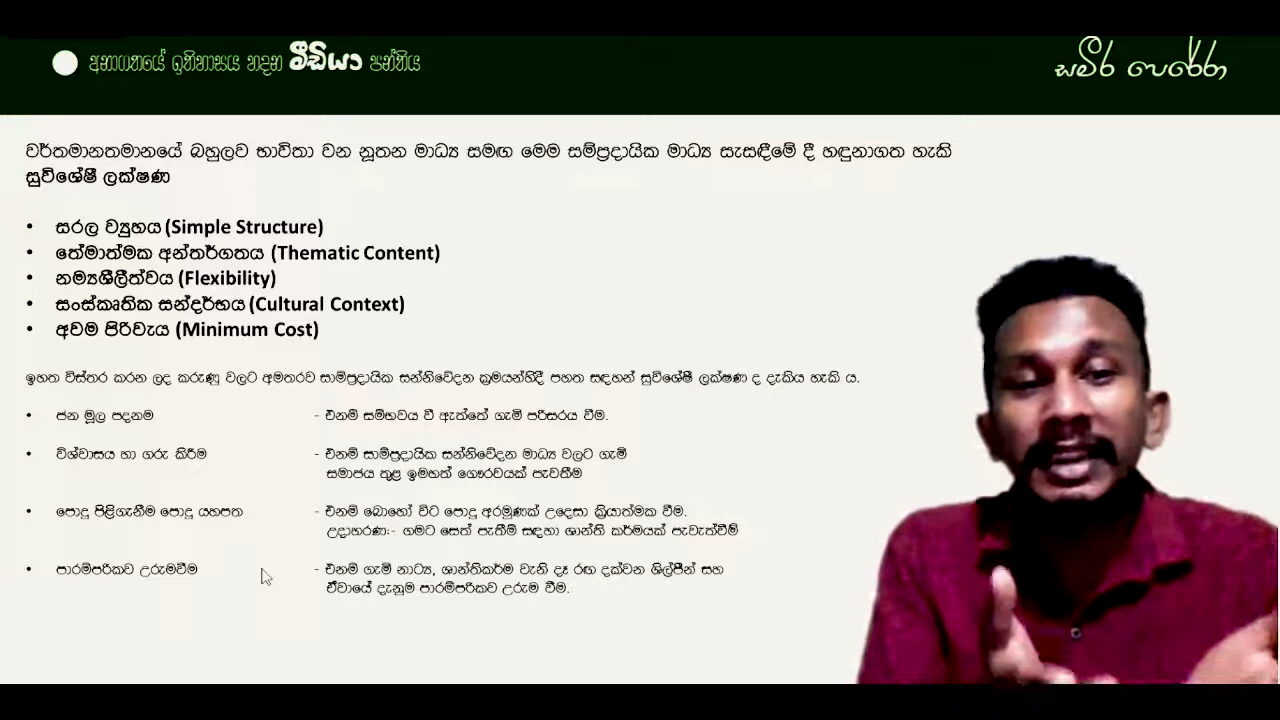 අනාගතයේ ඉතිහාසය හදන මීඩියා පන්තිය
සමීර පෙරේරා
වර්තමානතමානයේ බහුලව භාවිතා වන නූතන මාධ්‍ය සමඟ මෙම සම්ප්‍රදායික මාධ්‍ය සැසඳීමේ දී හඳුනාගත හැකි
සුවිශේෂී ලක්ෂණ
• සරල ව්‍යුහය (Simple Structure)
• තේමාත්මක අන්තර්ගතය (Thematic Content)
• නම්‍යශීලීත්වය (Flexibility)
• සංස්කෘතික සන්දර්භය (Cultural Context)
• අවම පිරිවැය (Minimum Cost)
ඉහත විස්තර කරන ලද කරුණු වලට අමතරව සාම්ප්‍රදායික සන්නිවේදන ක්‍රමයන්හිදී පහත සඳහන් සුවිශේෂී ලක්ෂණ ද දැකිය හැකි ය.
• ජන මූල පදනම - එනම් සම්භවය වී ඇත්තේ ගැමි පරිසරය වීම.
• විශ්වාසය හා ගරු කිරීම - එනම් සාම්ප්‍රදායික සන්නිවේදන මාධ්‍ය වලට ගැමි
සමාජය තුළ ඉමහත් ගෞරවයක් පැවතීම
• පොදු පිළිගැනීම පොදු යහපත - එනම් බොහෝ විට පොදු අරමුණක් උදෙසා ක්‍රියාත්මක වීම.
උදාහරණ:- ගමට සෙත් පැතීම් සඳහා ශාන්ති කර්මයක් පැවැත්වීම්
• පාරම්පරිකව උරුමවීම - එනම් ගැමි නාට්‍ය, ශාන්තිකර්ම වැනි දෑ රඟ දක්වන ශිල්පීන් සහ
ඒවායේ දැනුම පාරම්පරිකව උරුම වීම.